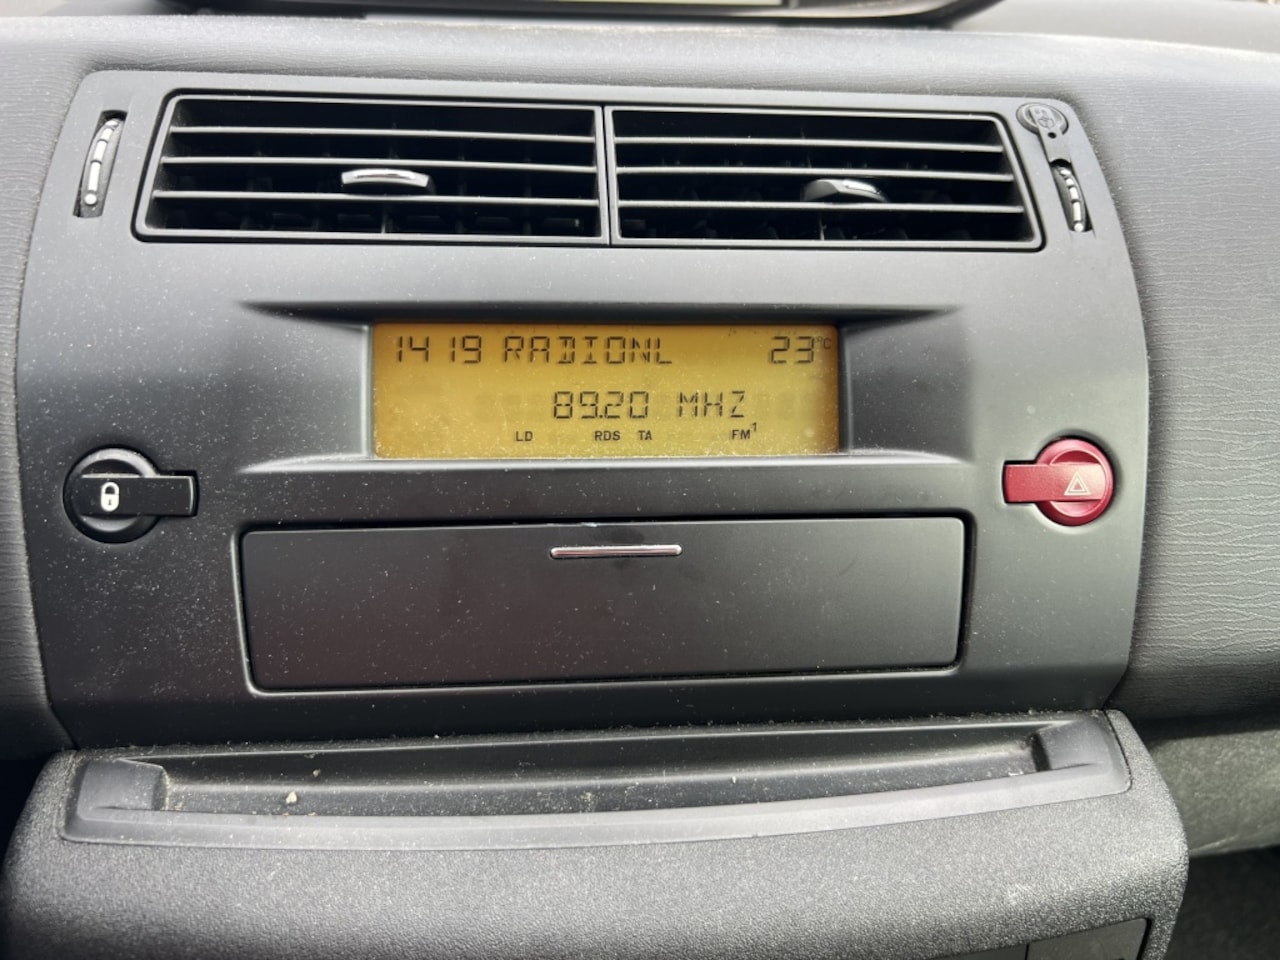 14 19 RADIONL 23°C
89.20 MHZ
LD RDS TA FM1